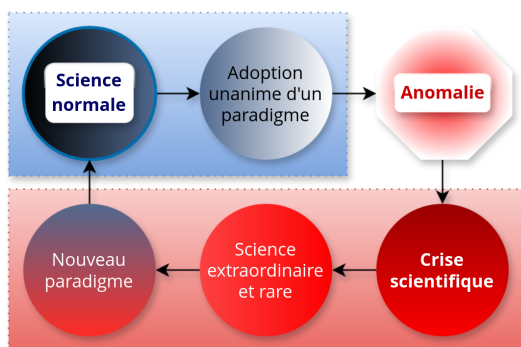 Science
normale
Adoption
unanime d'un
paradigme
Anomalie
Nouveau
paradigme
Science
extraordinaire
et rare
Crise
scientifique